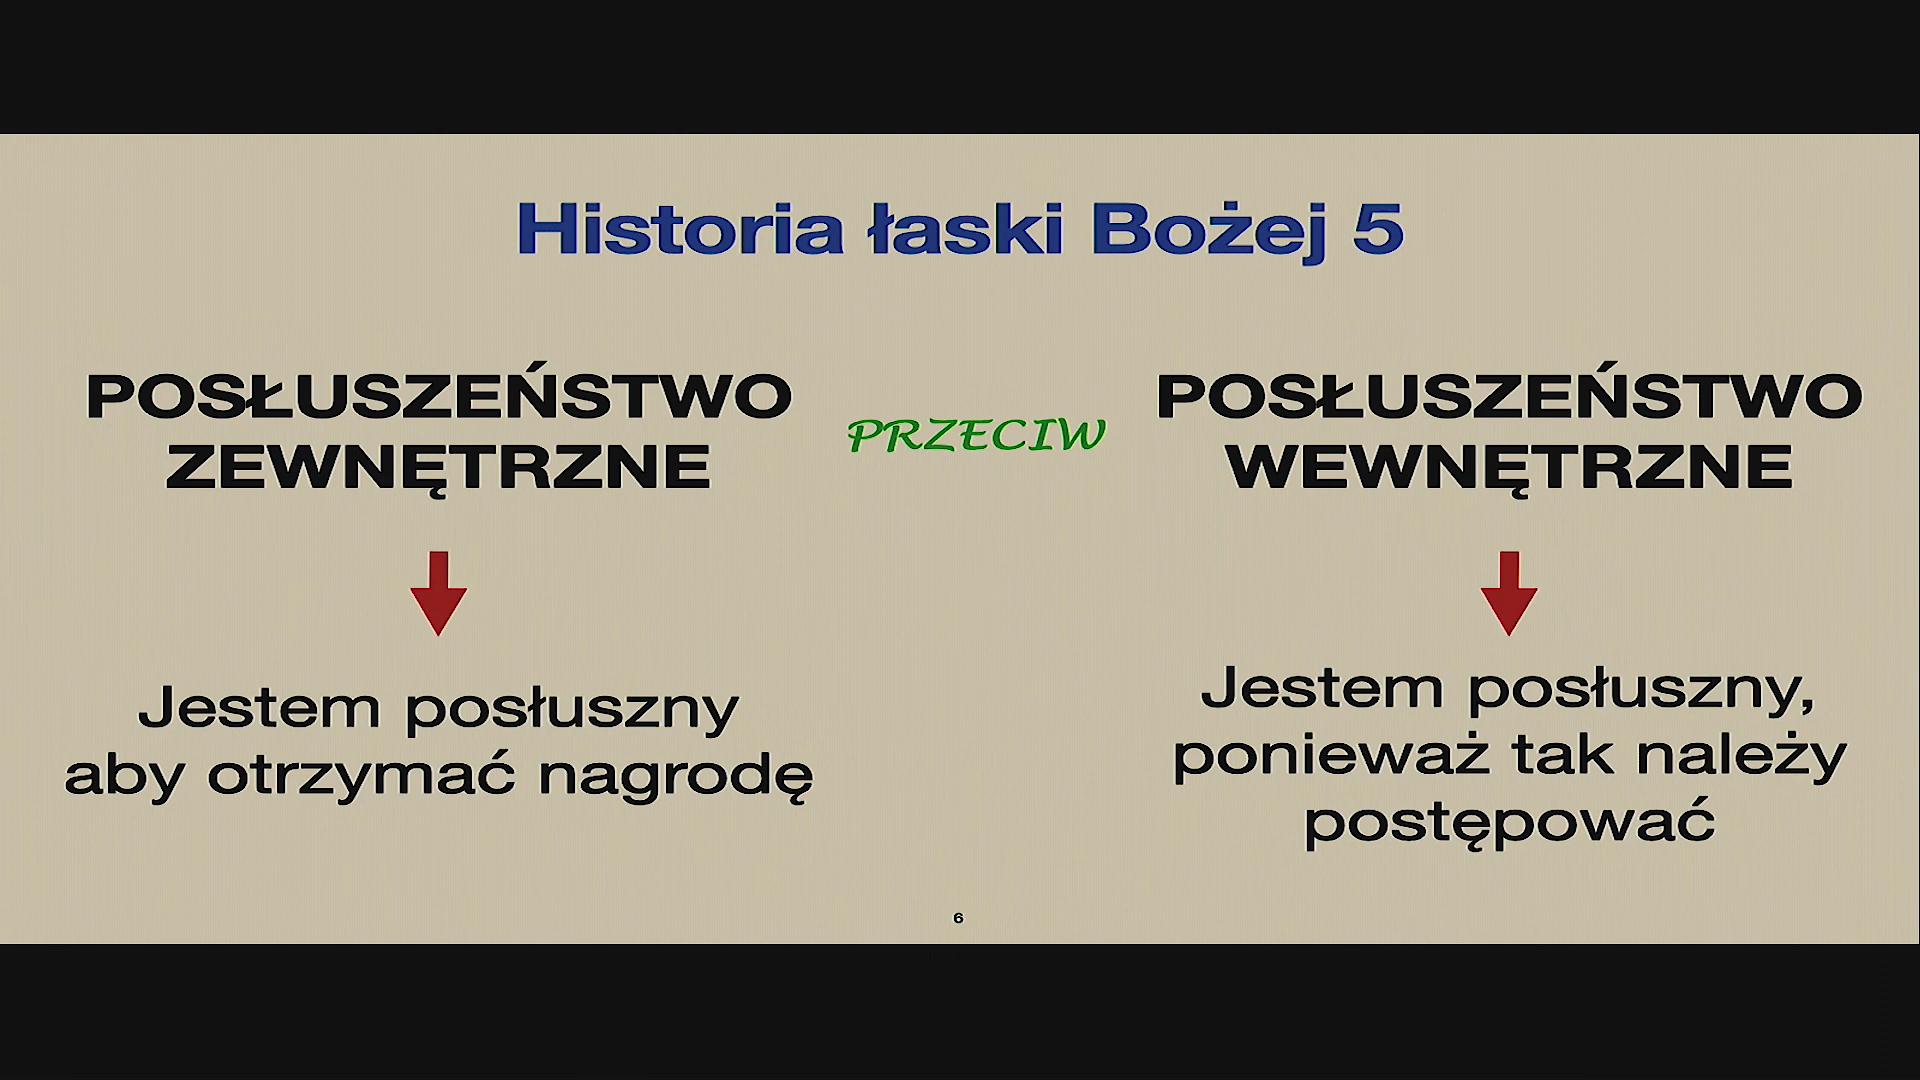 Historia łaski Bożej 5
POSŁUSZEŃSTWO
ZEWNĘTRZNE
PRZECIW
POSŁUSZEŃSTWO
WEWNĘTRZNE
Jestem posłuszny
aby otrzymać nagrodę
Jestem posłuszny,
ponieważ tak należy
postępować
6